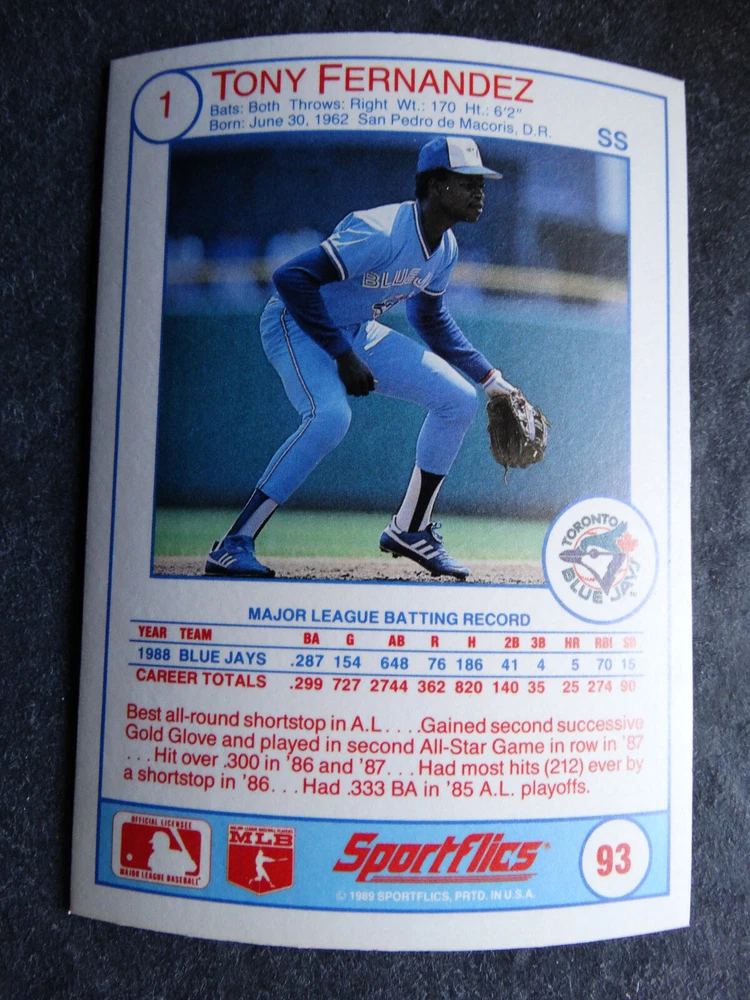 1
TONY FERNANDEZ
Bats: Both Throws: Right Wt.: 170 Ht.: 6'2"
Born: June 30, 1962 San Pedro de Macoris, D.R.
SS
BLUE J
TORONTO
BLUE JAYS
MAJOR LEAGUE BATTING RECORD
YEAR TEAM BA G AB R H 2B 3B HR RBI SB
1988 BLUE JAYS .287 154 648 76 186 41 4 5 70 15
CAREER TOTALS .299 727 2744 362 820 140 35 25 274 90
Best all-round shortstop in A.L. . . .Gained second successive
Gold Glove and played in second All-Star Game in row in '87
. . .Hit over .300 in '86 and '87. . .Had most hits (212) ever by
a shortstop in '86. . .Had .333 BA in '85 A.L. playoffs.
OFFICIAL LICENSEE
MAJOR LEAGUE BASEBALL
MAJOR LEAGUE BASEBALL PLAYERS
MLB
Sportflics
© 1989 SPORTFLICS, PRTD. IN U.S.A.
93